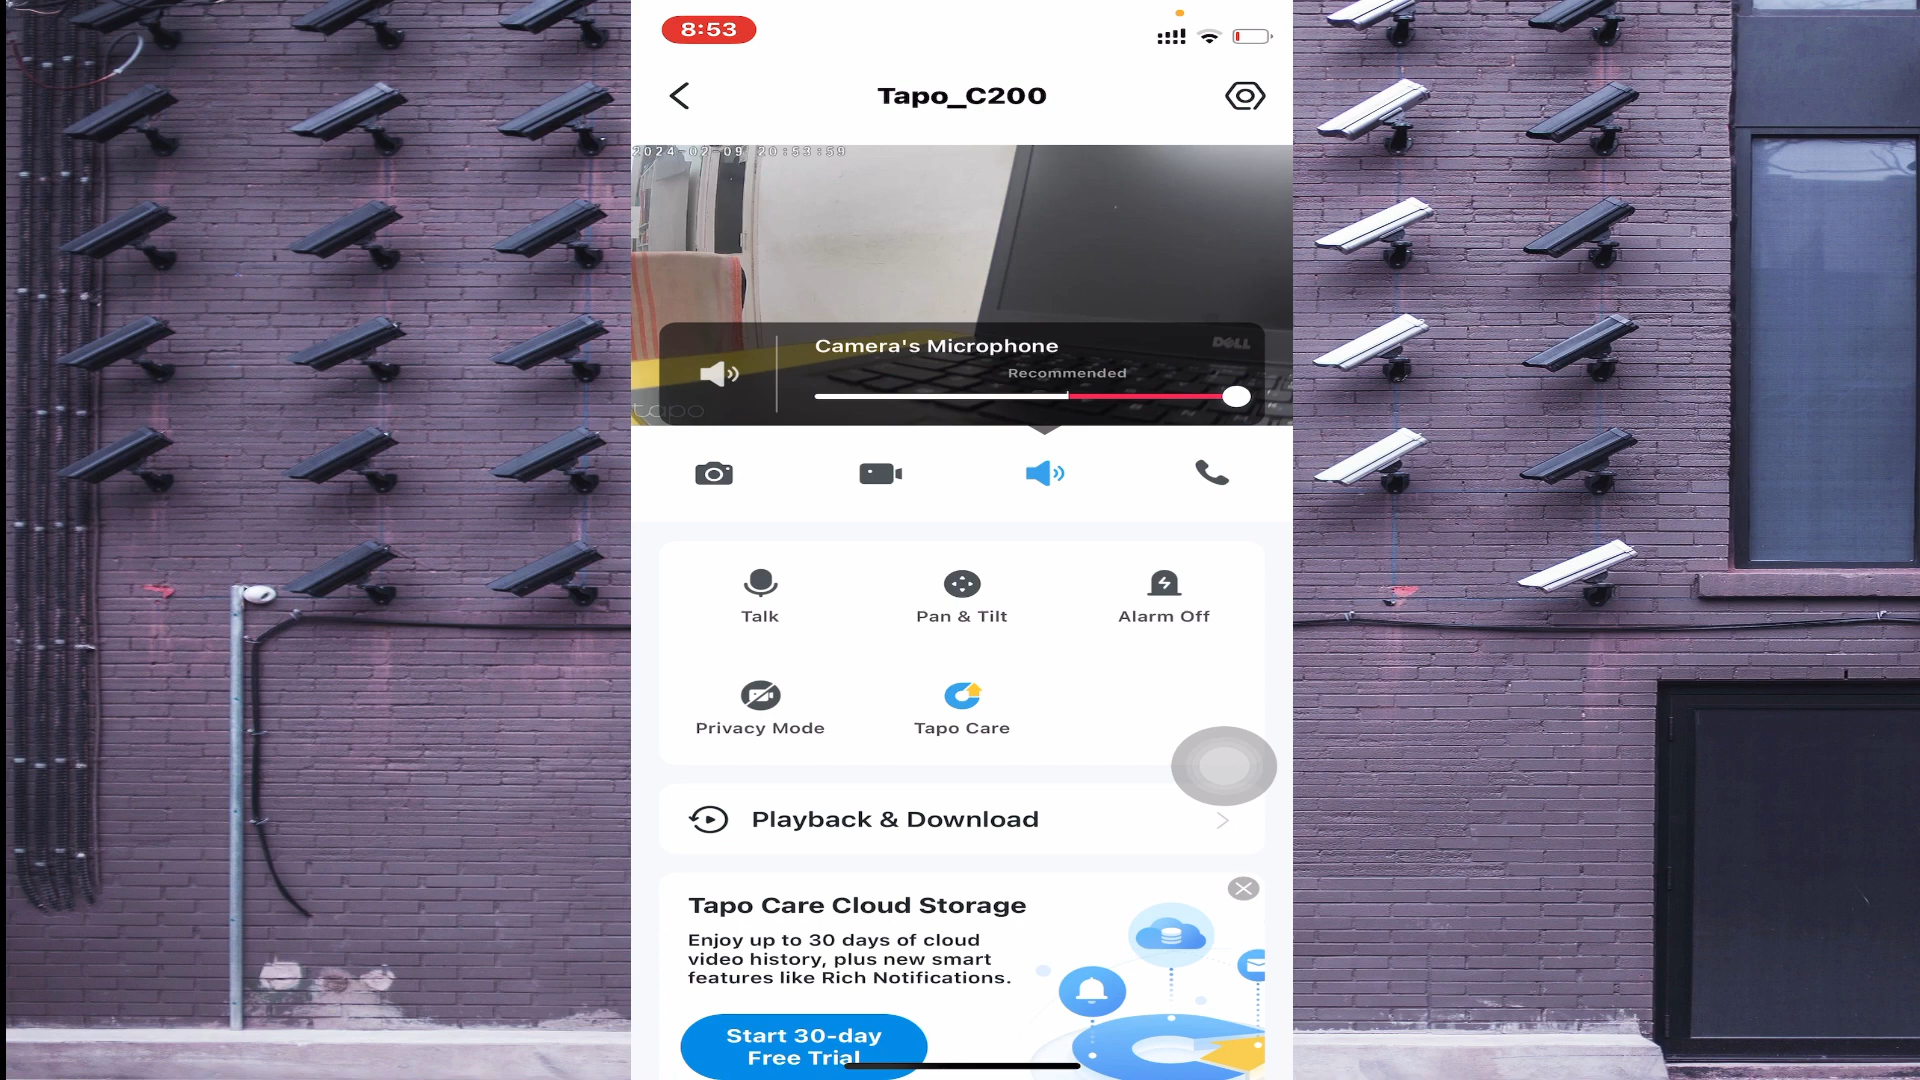 8:53
Tapo_C200
2024-02-09 20:53:59
Camera's Microphone
DELL
Recommended
tapo
Talk
Pan & Tilt
Alarm Off
Privacy Mode
Tapo Care
Playback & Download
Tapo Care Cloud Storage
Enjoy up to 30 days of cloud
video history, plus new smart
features like Rich Notifications.
Start 30-day
Free Trial